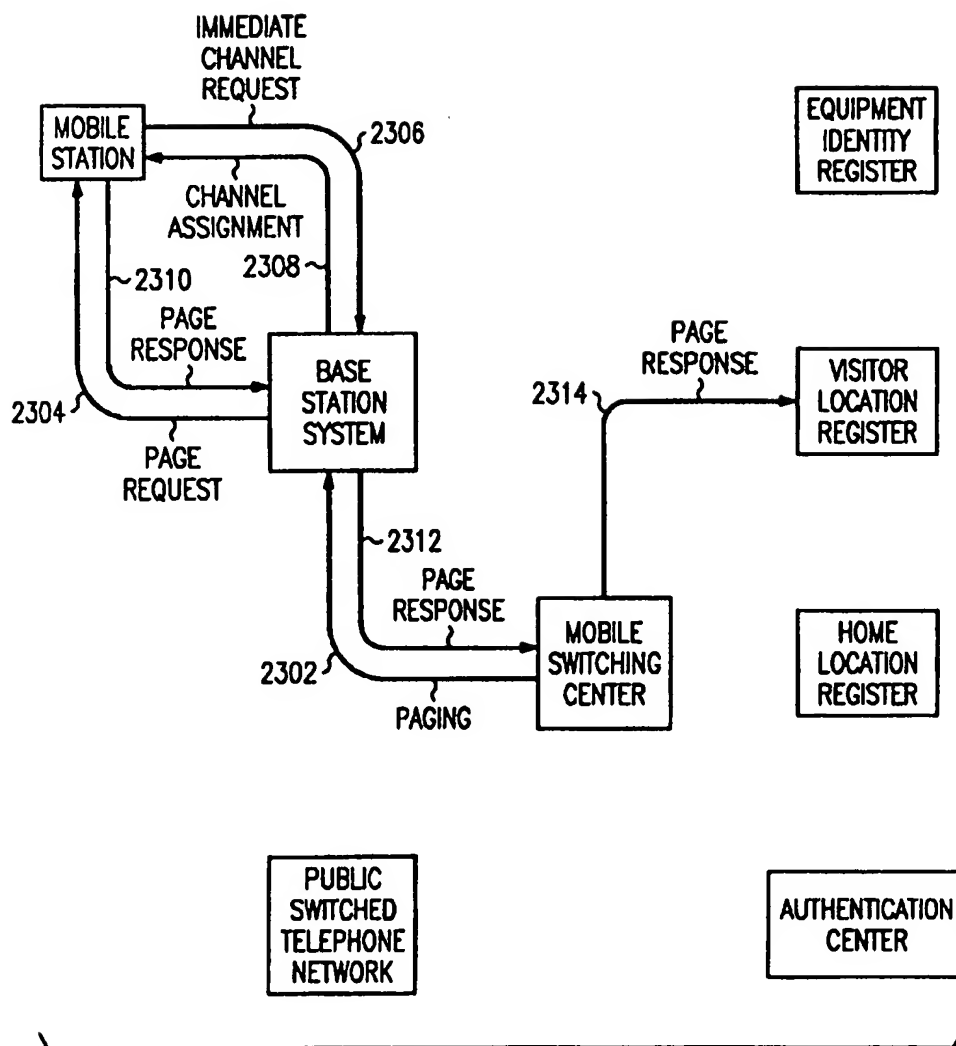 IMMEDIATE
CHANNEL
REQUEST
MOBILE
STATION
2306
EQUIPMENT
IDENTITY
REGISTER
CHANNEL
ASSIGNMENT
2310
2308
PAGE
RESPONSE
BASE
STATION
SYSTEM
2304
PAGE
REQUEST
PAGE
RESPONSE
2314
VISITOR
LOCATION
REGISTER
2312
PAGE
RESPONSE
2302
PAGING
MOBILE
SWITCHING
CENTER
HOME
LOCATION
REGISTER
PUBLIC
SWITCHED
TELEPHONE
NETWORK
AUTHENTICATION
CENTER